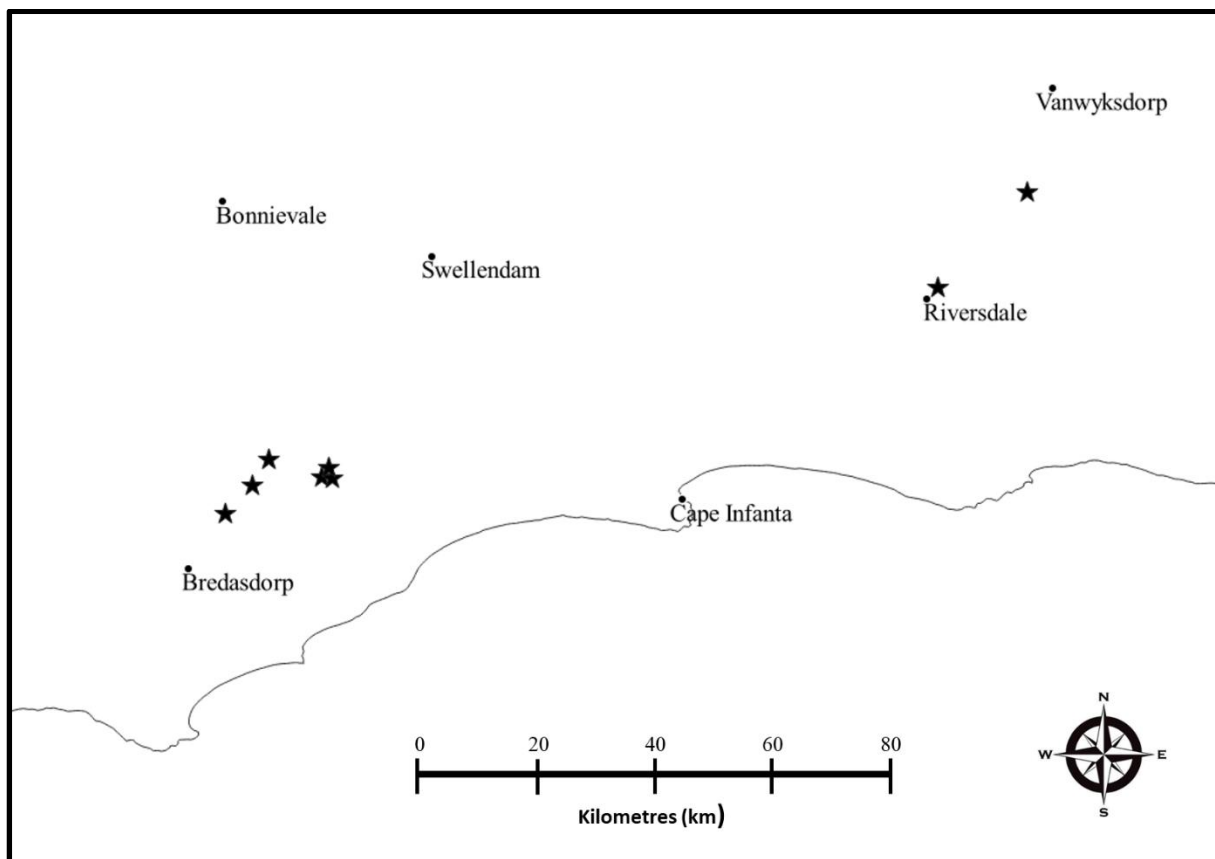 Vanwyksdorp
Bonnievale
Swellendam
Riversdale
Cape Infanta
Bredasdorp
0 20 40 60 80
Kilometres (km)
N
W E
S